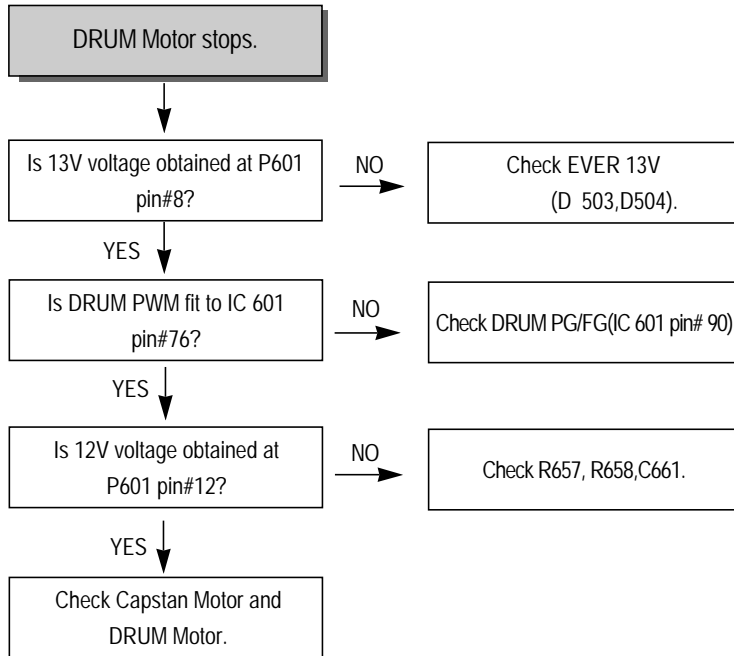 DRUM Motor stops.
Is 13V voltage obtained at P601
pin#8?
NO
Check EVER 13V
(D 503,D504).
YES
Is DRUM PWM fit to IC 601
pin#76?
NO
Check DRUM PG/FG(IC 601 pin# 90)
YES
Is 12V voltage obtained at
P601 pin#12?
NO
Check R657, R658,C661.
YES
Check Capstan Motor and
DRUM Motor.